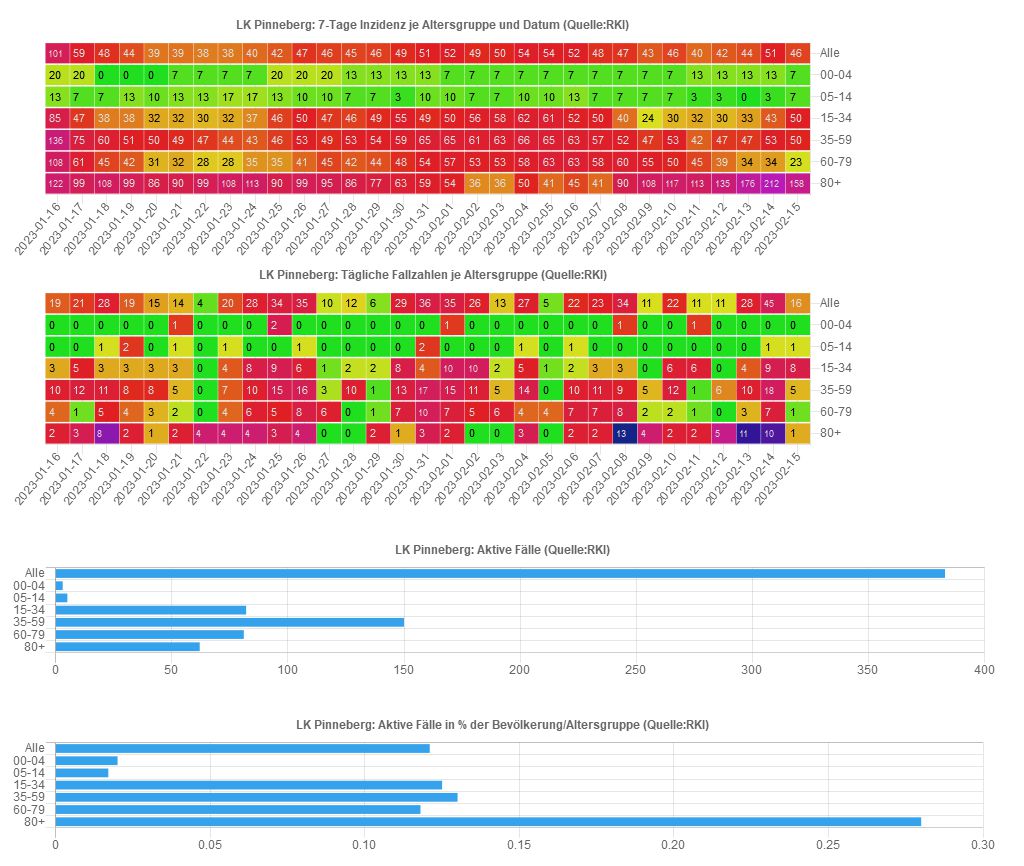 LK Pinneberg: 7-Tage Inzidenz je Altersgruppe und Datum (Quelle:RKI)
101 59 48 44 39 39 38 38 40 42 47 46 45 46 49 51 52 49 50 54 54 52 48 47 43 46 40 42 44 51 46 Alle
20 20 0 0 0 7 7 7 7 20 20 20 13 13 13 13 7 7 7 7 7 7 7 7 7 7 13 13 13 13 7 00-04
13 7 7 13 10 13 13 17 17 13 10 10 7 7 3 10 10 7 7 10 10 13 7 7 7 7 3 3 0 3 7 05-14
85 47 38 38 32 32 30 32 37 46 50 47 46 49 55 49 50 56 58 62 61 52 50 40 24 30 32 30 33 43 50 15-34
136 75 60 51 50 49 47 44 43 46 53 49 53 54 59 65 65 61 63 66 65 63 57 52 47 53 42 47 47 53 50 35-59
108 61 45 42 31 32 28 28 35 35 41 45 42 44 48 54 57 53 53 58 63 63 58 60 55 50 45 39 34 34 23 60-79
122 99 108 99 86 90 99 108 113 90 99 95 86 77 63 59 54 36 36 50 41 45 41 90 108 117 113 135 176 212 158 80+
2023-01-16 2023-01-17 2023-01-18 2023-01-19 2023-01-20 2023-01-21 2023-01-22 2023-01-23 2023-01-24 2023-01-25 2023-01-26 2023-01-27 2023-01-28 2023-01-29 2023-01-30 2023-01-31 2023-02-01 2023-02-02 2023-02-03 2023-02-04 2023-02-05 2023-02-06 2023-02-07 2023-02-08 2023-02-09 2023-02-10 2023-02-11 2023-02-12 2023-02-13 2023-02-14 2023-02-15
LK Pinneberg: Tägliche Fallzahlen je Altersgruppe (Quelle:RKI)
19 21 28 19 15 14 4 20 28 34 35 10 12 6 29 36 35 26 13 27 5 22 23 34 11 22 11 11 28 45 16 Alle
0 0 0 0 0 1 0 0 0 2 0 0 0 0 0 0 1 0 0 0 0 0 0 1 0 0 1 0 0 0 0 00-04
0 0 1 2 0 1 0 1 0 0 1 0 0 0 0 2 0 0 0 1 0 1 0 0 0 0 0 0 0 1 1 05-14
3 5 3 3 3 3 0 4 8 9 6 1 2 2 8 4 10 10 2 5 1 2 3 3 0 6 6 0 4 9 8 15-34
10 12 11 8 8 5 0 7 10 15 16 3 10 1 13 17 15 11 5 14 0 10 11 9 5 12 1 6 10 18 5 35-59
4 1 5 4 3 2 0 4 6 5 8 6 0 1 7 10 7 5 6 4 4 7 7 8 2 2 1 0 3 7 1 60-79
2 3 8 2 1 2 4 4 4 3 4 0 0 2 1 3 2 0 0 3 0 2 2 13 4 2 2 5 11 10 1 80+
2023-01-16 2023-01-17 2023-01-18 2023-01-19 2023-01-20 2023-01-21 2023-01-22 2023-01-23 2023-01-24 2023-01-25 2023-01-26 2023-01-27 2023-01-28 2023-01-29 2023-01-30 2023-01-31 2023-02-01 2023-02-02 2023-02-03 2023-02-04 2023-02-05 2023-02-06 2023-02-07 2023-02-08 2023-02-09 2023-02-10 2023-02-11 2023-02-12 2023-02-13 2023-02-14 2023-02-15
LK Pinneberg: Aktive Fälle (Quelle:RKI)
Alle
00-04
05-14
15-34
35-59
60-79
80+
0 50 100 150 200 250 300 350 400
LK Pinneberg: Aktive Fälle in % der Bevölkerung/Altersgruppe (Quelle:RKI)
Alle
00-04
05-14
15-34
35-59
60-79
80+
0 0.05 0.10 0.15 0.20 0.25 0.30